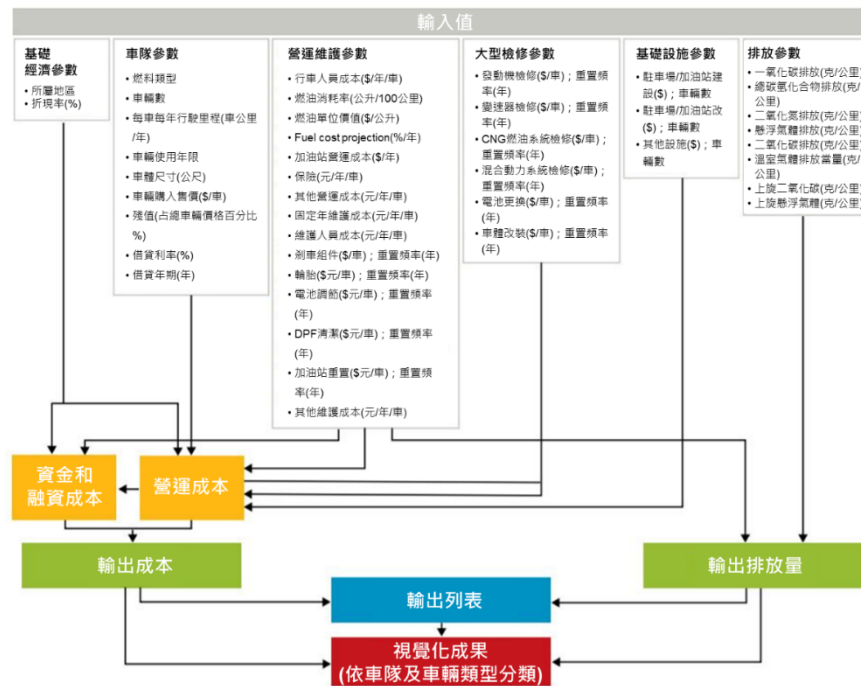 輸入值
基礎
經濟參數
• 所屬地區
• 折現率(%)
車隊參數
• 燃料類型
• 車輛數
• 每車每年行駛里程(車公里
/年)
• 車輛使用年限
• 車體尺寸(公尺)
• 車輛購入售價($/車)
• 殘值(占總車輛價格百分比
%)
• 借貸利率(%)
• 借貸年期(年)
營運維護參數
• 行車人員成本($/年/車)
• 燃油消耗率(公升/100公里)
• 燃油單位價值($/公升)
• Fuel cost projection(%/年)
• 加油站營運成本($/年)
• 保險(元/年/車)
• 其他營運成本(元/年/車)
• 固定年維護成本(元/年/車)
• 維護人員成本(元/年/車)
• 剎車組件($/車)；重置頻率(年)
• 輪胎($元/車)；重置頻率(年)
• 電池調節($元/車)；重置頻率
(年)
• DPF清潔($元/車)；重置頻率
(年)
• 加油站重置($元/車)；重置頻
率(年)
• 其他維護成本(元/年/車)
大型檢修參數
• 發動機檢修($/車)；重置頻
率(年)
• 變速器檢修($/車)；重置頻
率(年)
• CNG燃油系統檢修($/車)；
重置頻率(年)
• 混合動力系統檢修($/車)；
重置頻率(年)
• 電池更換($/車)；重置頻率
(年)
• 車體改裝($/車)；重置頻率
(年)
基礎設施參數
• 駐車場/加油站建
設($)；車輛數
• 駐車場/加油站改
($)；車輛數
• 其他設施($)；車
輛數
排放參數
• 一氧化碳排放(克/公里)
• 總碳氫化合物排放(克/
公里)
• 二氧化氮排放(克/公里)
• 懸浮氣體排放(克/公里)
• 二氧化碳排放(克/公里)
• 溫室氣體排放當量(克/
公里)
• 上旋二氧化碳(克/公里)
• 上旋懸浮氣體(克/公里)
資金和
融資成本
營運成本
輸出成本
輸出排放量
輸出列表
視覺化成果
(依車隊及車輛類型分類)